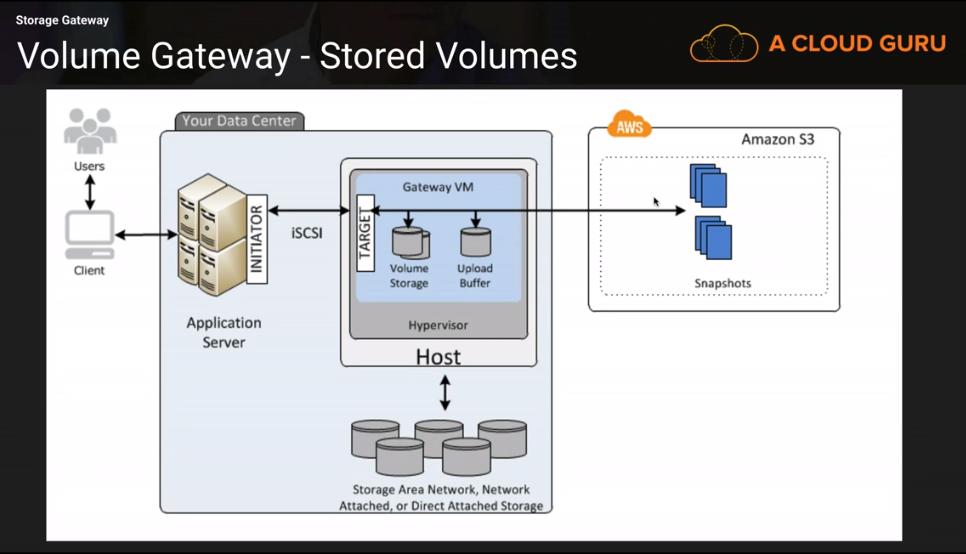 Storage Gateway
Volume Gateway - Stored Volumes
A CLOUD GURU
Your Data Center
AWS
Amazon S3
Users
Client
INITIATOR
iSCSI
TARGET
Gateway VM
Volume
Storage
Upload
Buffer
Snapshots
Application
Server
Hypervisor
Host
Storage Area Network, Network
Attached, or Direct Attached Storage